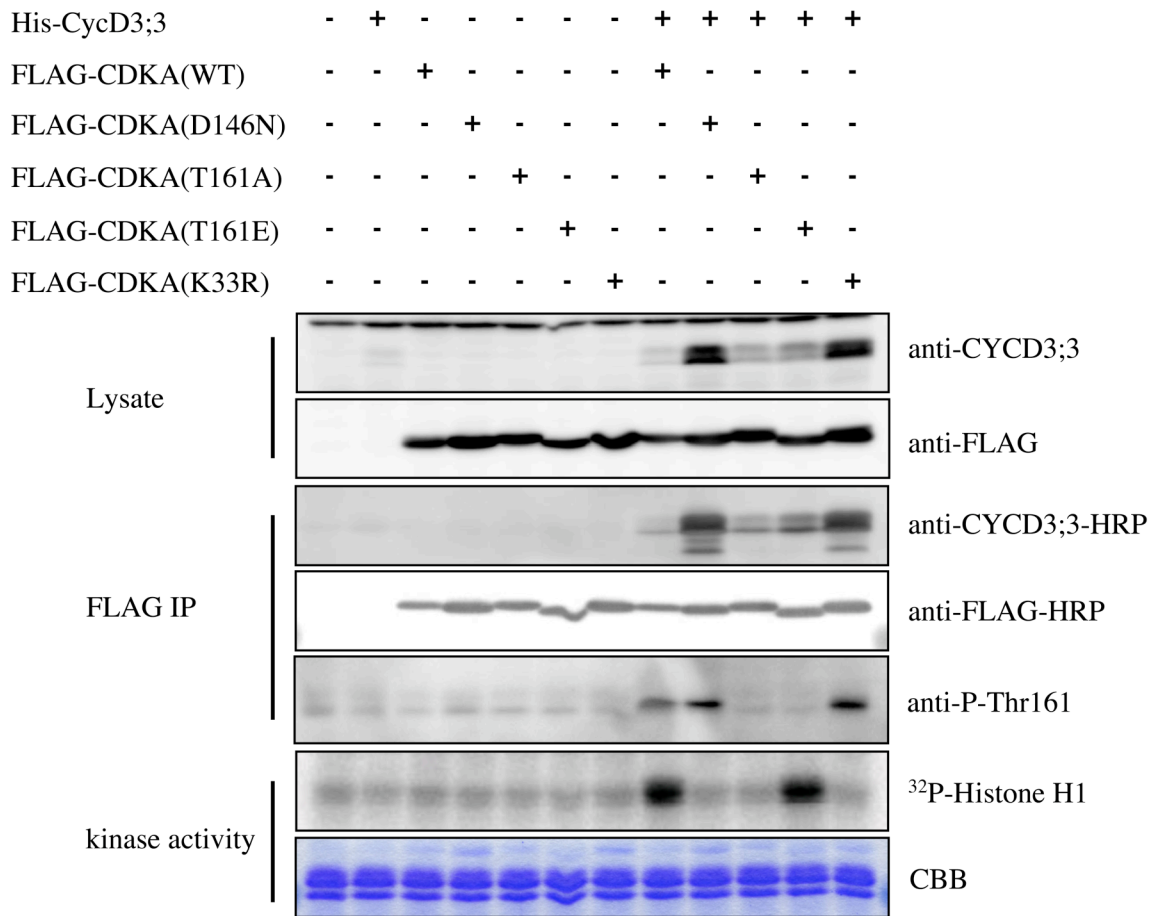 His-CycD3;3 - + - - - - - + + + + +
FLAG-CDKA(WT) - - + - - - - + - - - -
FLAG-CDKA(D146N) - - - + - - - - + - - -
FLAG-CDKA(T161A) - - - - + - - - - + - -
FLAG-CDKA(T161E) - - - - - + - - - - + -
FLAG-CDKA(K33R) - - - - - - + - - - - +
Lysate
anti-CYCD3;3
anti-FLAG
FLAG IP
anti-CYCD3;3-HRP
anti-FLAG-HRP
anti-P-Thr161
kinase activity
³²P-Histone H1
CBB